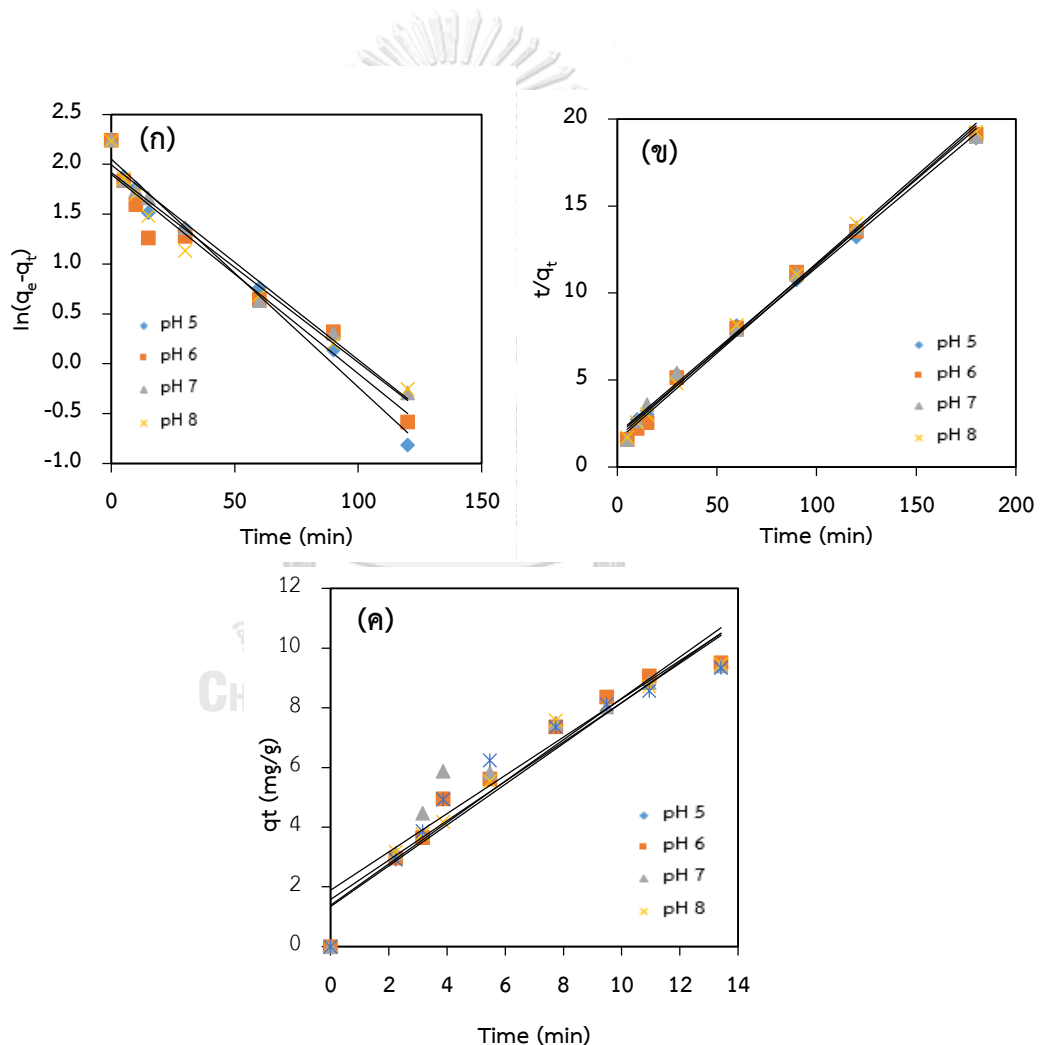 (ก)
2.5
2.0
1.5
1.0
0.5
0.0
-0.5
-1.0
ln(qe-qt)
pH 5
pH 6
pH 7
pH 8
0 50 100 150
Time (min)
(ข)
20
15
10
5
0
t/qt
pH 5
pH 6
pH 7
pH 8
0 50 100 150 200
Time (min)
(ค)
12
10
8
6
4
2
0
qt (mg/g)
pH 5
pH 6
pH 7
pH 8
0 2 4 6 8 10 12 14
Time (min)